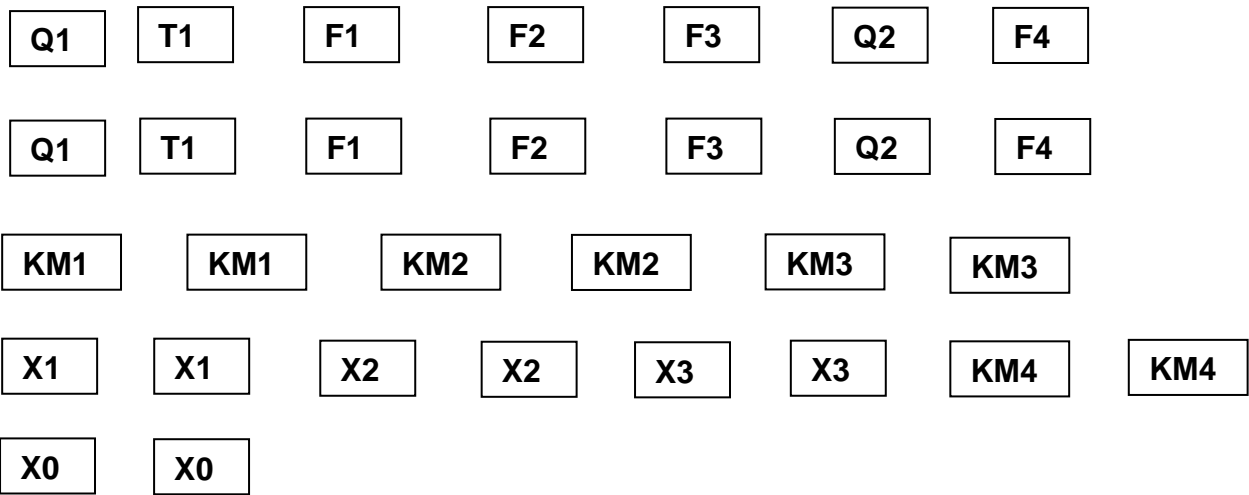 Q1 T1 F1 F2 F3 Q2 F4
Q1 T1 F1 F2 F3 Q2 F4
KM1 KM1 KM2 KM2 KM3 KM3
X1 X1 X2 X2 X3 X3 KM4 KM4
X0 X0